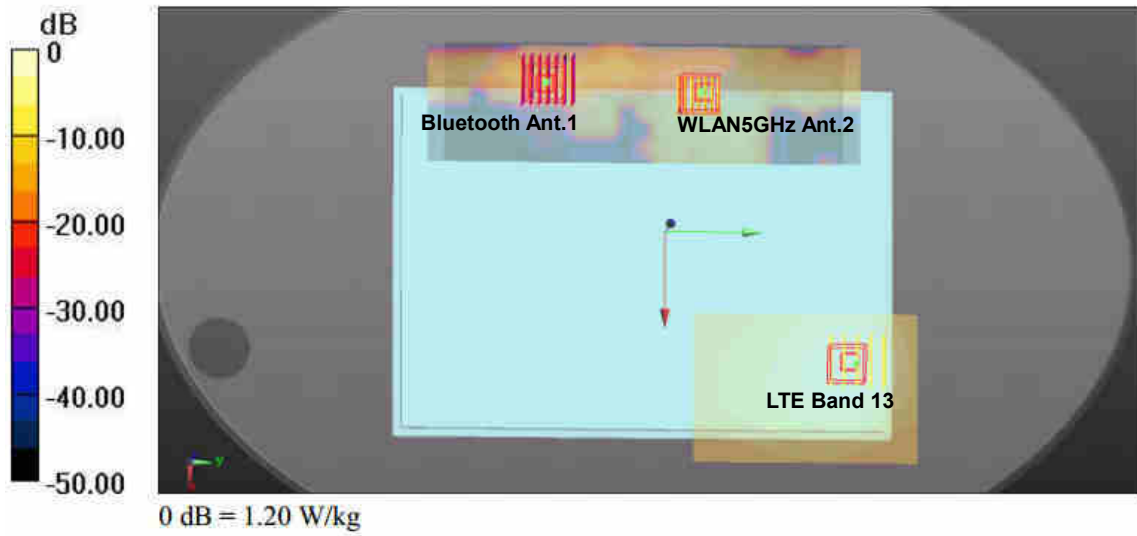 dB
0
-10.00
-20.00
-30.00
-40.00
-50.00
Bluetooth Ant.1
WLAN5GHz Ant.2
LTE Band 13
y
0 dB = 1.20 W/kg